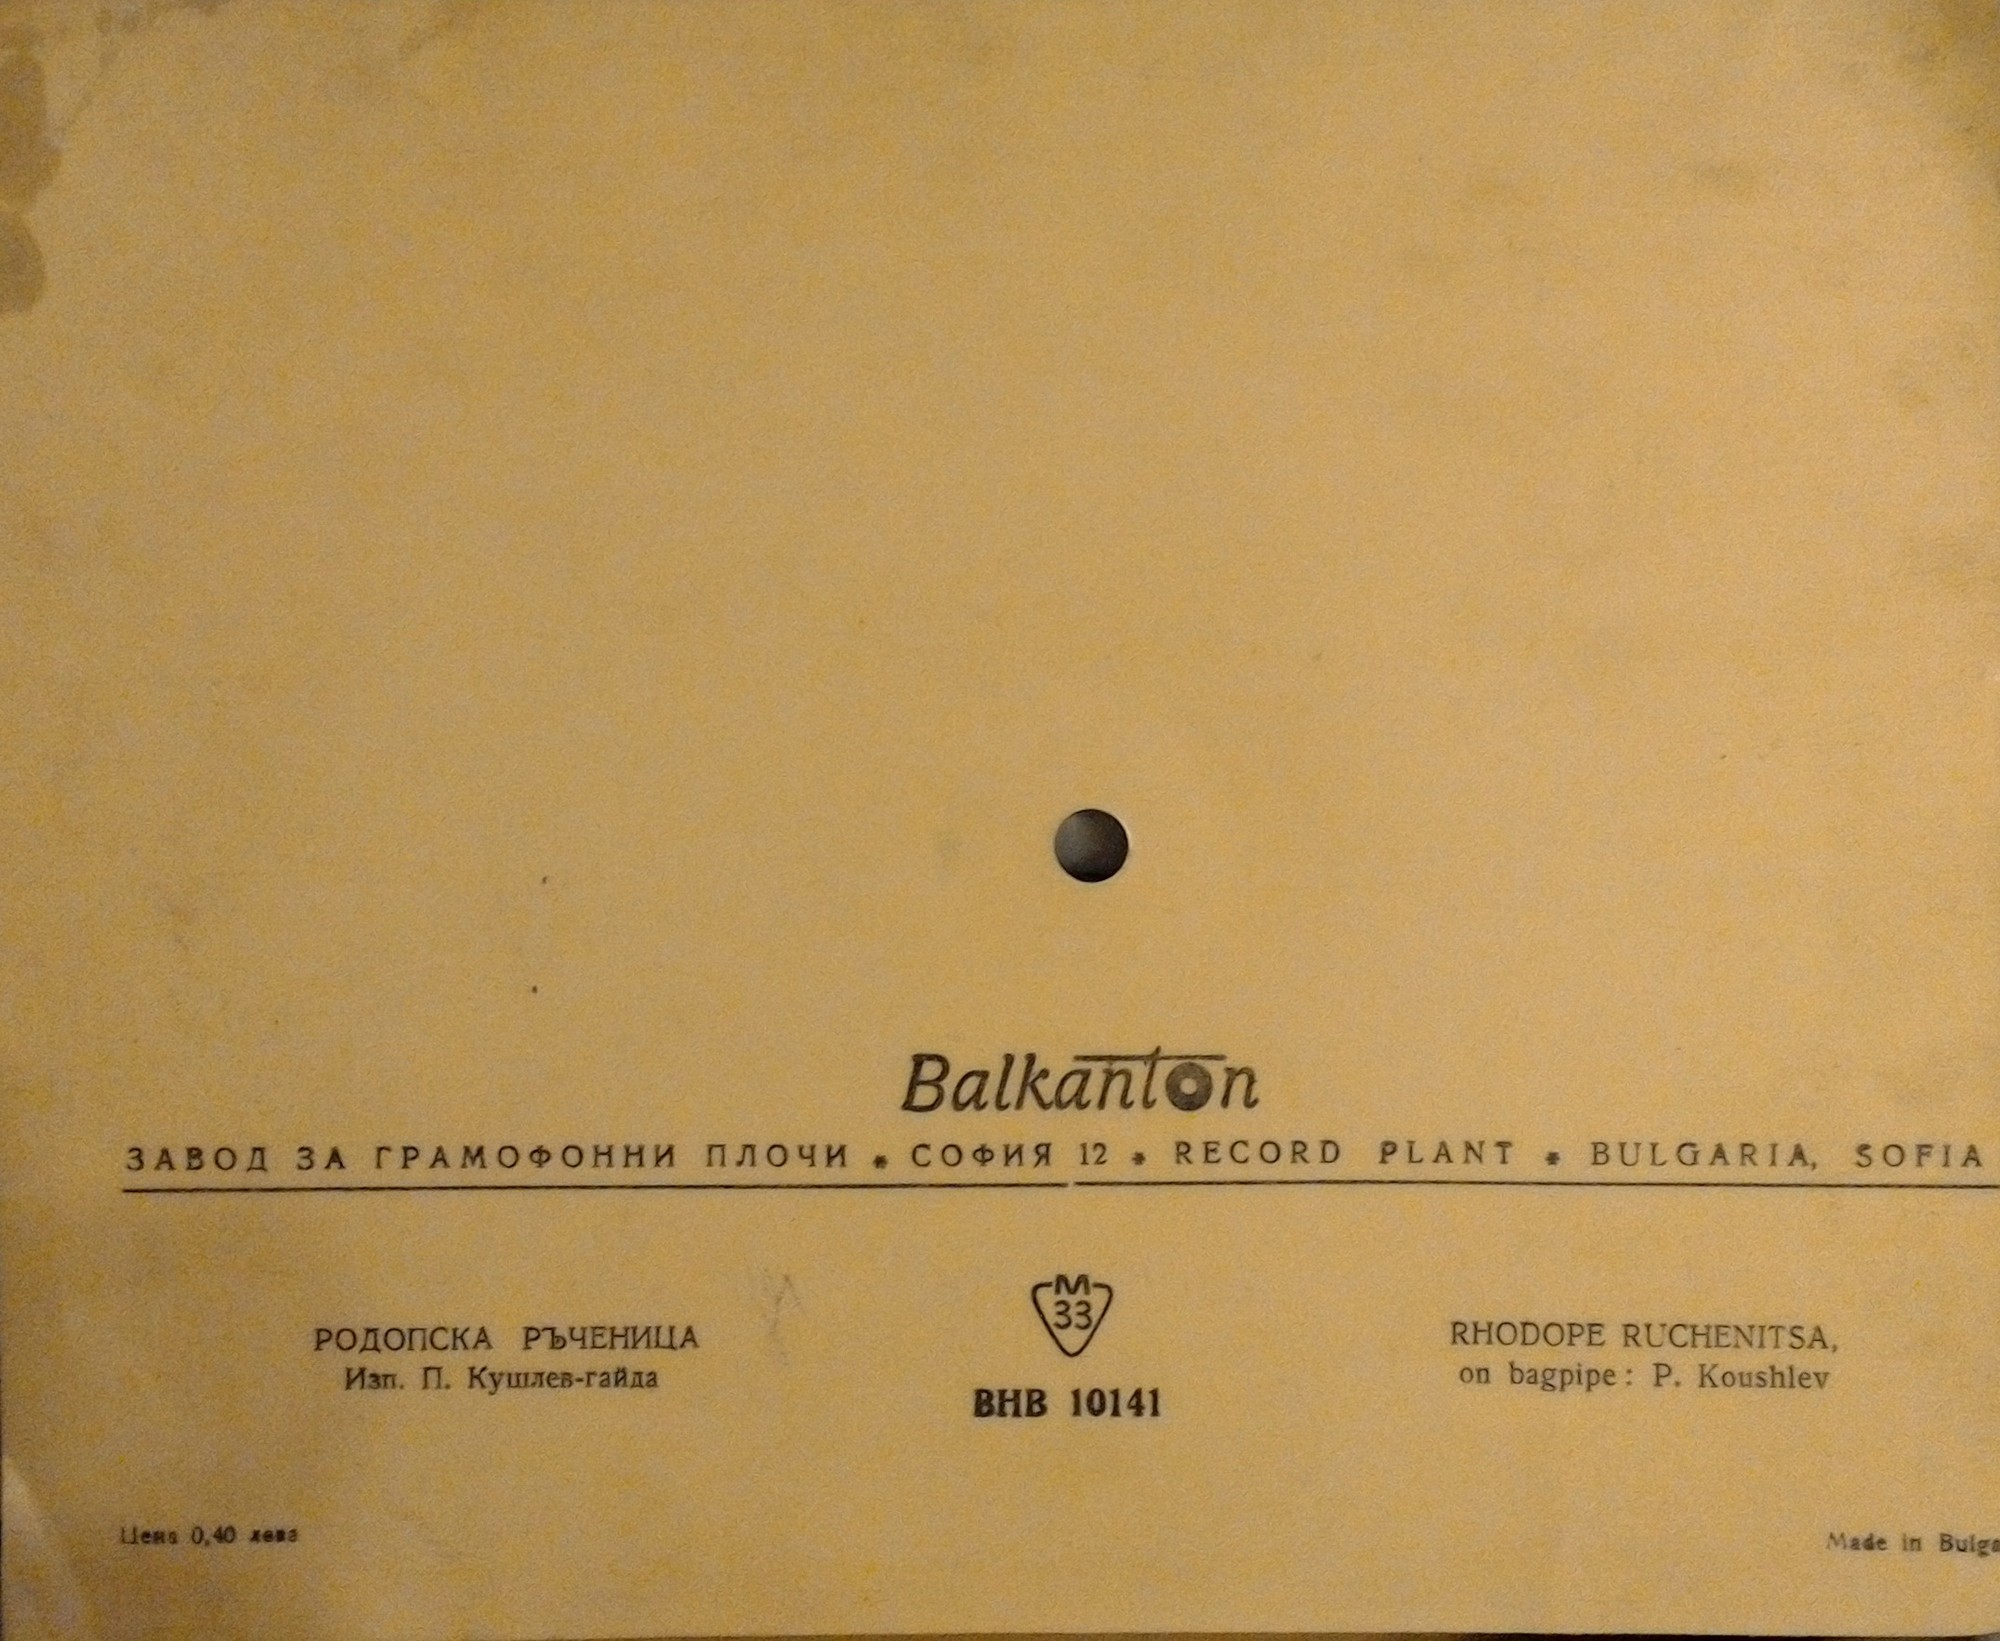 Balkanton
ЗАВОД ЗА ГРАМОФОННИ ПЛОЧИ * СОФИЯ 12 * RECORD PLANT * BULGARIA, SOFIA
M
33
РОДОПСКА РЪЧЕНИЦА
Изп. П. Кушлев-гайда
ВНВ 10141
RHODOPE RUCHENITSA,
on bagpipe: P. Koushlev
Цена 0,40 лева
Made in Bulga